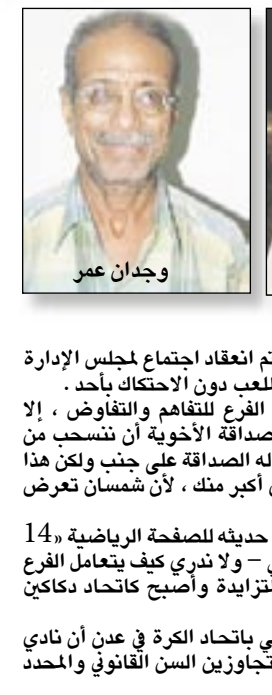 وجدان عمر
تم انعقاد اجتماع لمجلس الإدارة
للعب دون الاحتكاك بأحد .
الفرع للتفاهم والتفاوض ، إلا
صداقة الأخوية أن ننسحب من
له الصداقة على جنب ولكن هذا
أكبر منك ، لأن شمسان تعرض
حديثه للصفحة الرياضية «14
– ولا ندري كيف يتعامل الفرع
لتزايدة وأصبح كاتحاد دكاكين
ي باتحاد الكرة في عدن أن نادي
تجاوزين السن القانوني والمحدد